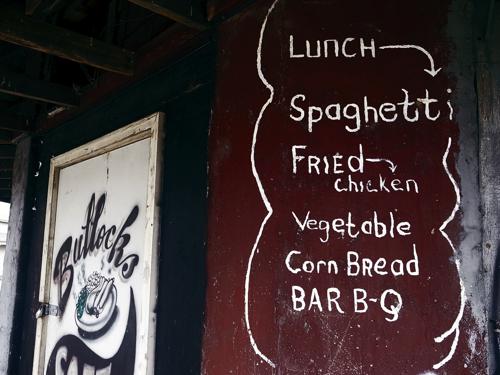 Bullocks
LUNCH
Spaghetti
FRIED
chicken
Vegetable
Corn BREAD
BAR B-Q